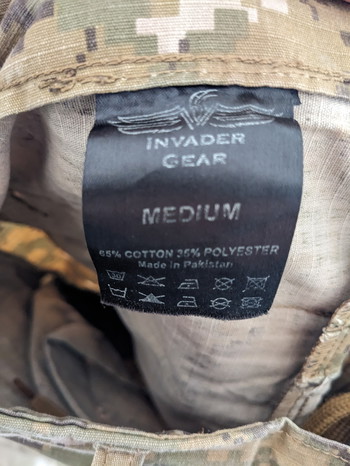 INVADER
GEAR
MEDIUM
65% COTTON 35% POLYESTER
Made in Pakistan